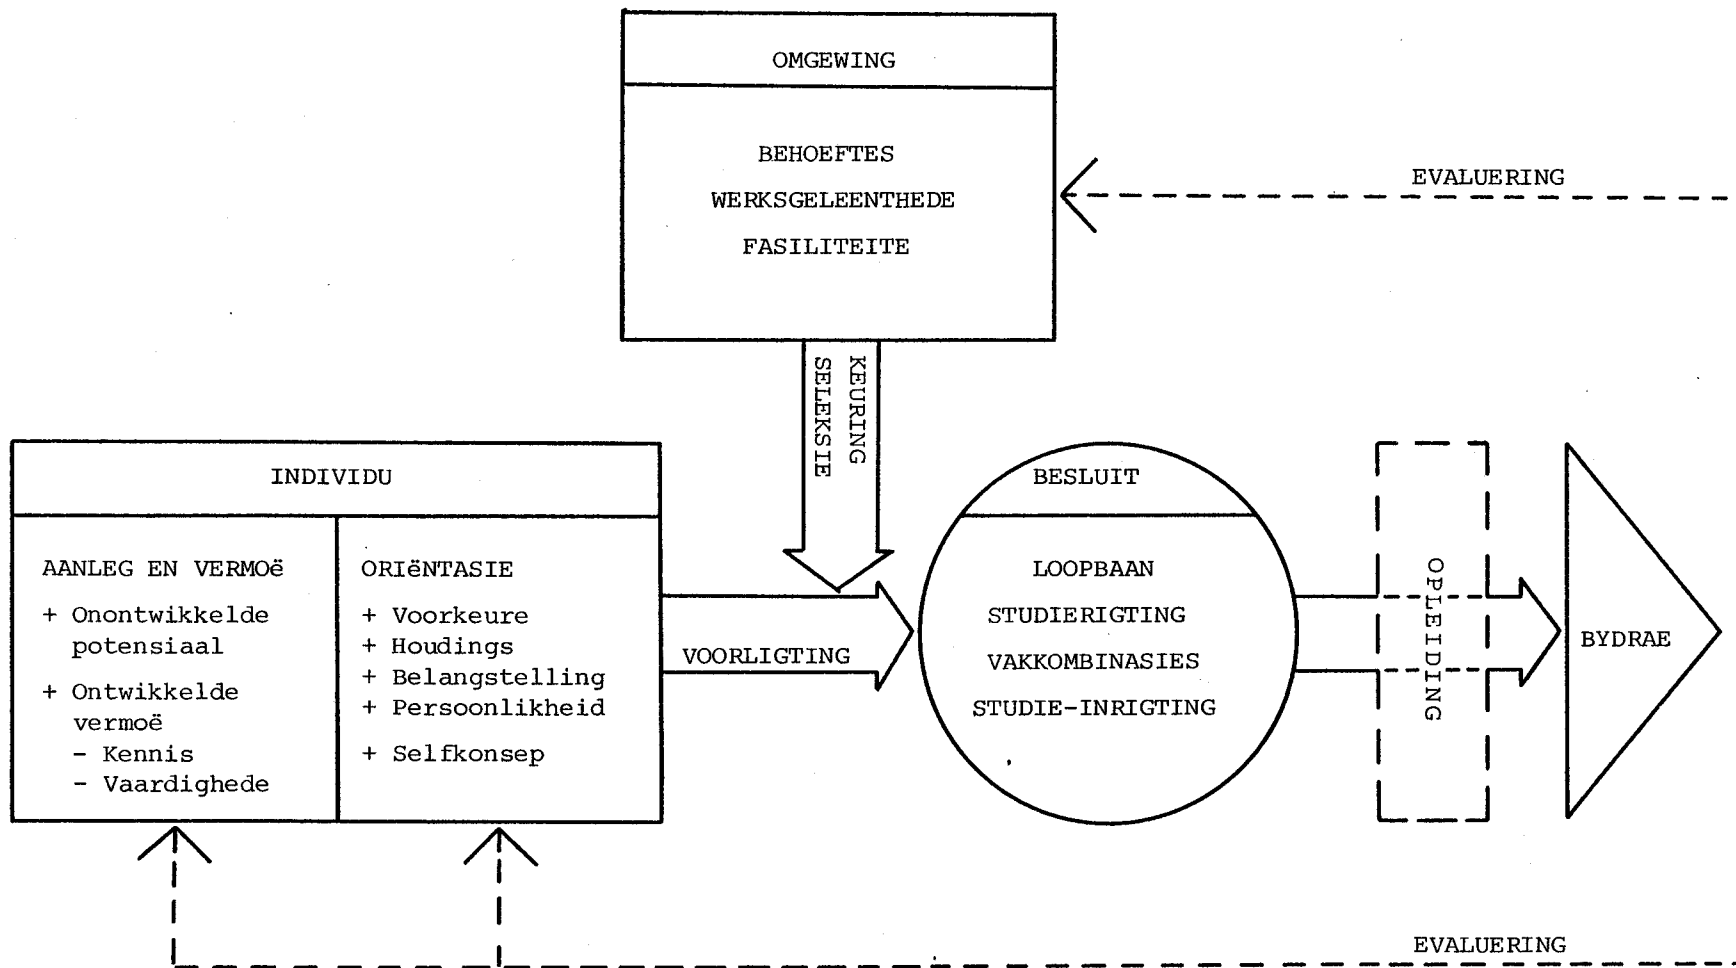 OMGEWING
BEHOEFTES
WERKSGELEENTHEDE
FASILITEITE
EVALUERING
KEURING
SELEKSIE
INDIVIDU
AANLEG EN VERMOë
+ Onontwikkelde
potensiaal
+ Ontwikkelde
vermoë
- Kennis
- Vaardighede
ORIëNTASIE
+ Voorkeure
+ Houdings
+ Belangstelling
+ Persoonlikheid
+ Selfkonsep
VOORLIGTING
BESLUIT
LOOPBAAN
STUDIERIGTING
VAKKOMBINASIES
STUDIE-INRIGTING
OPLEIDING
BYDRAE
EVALUERING